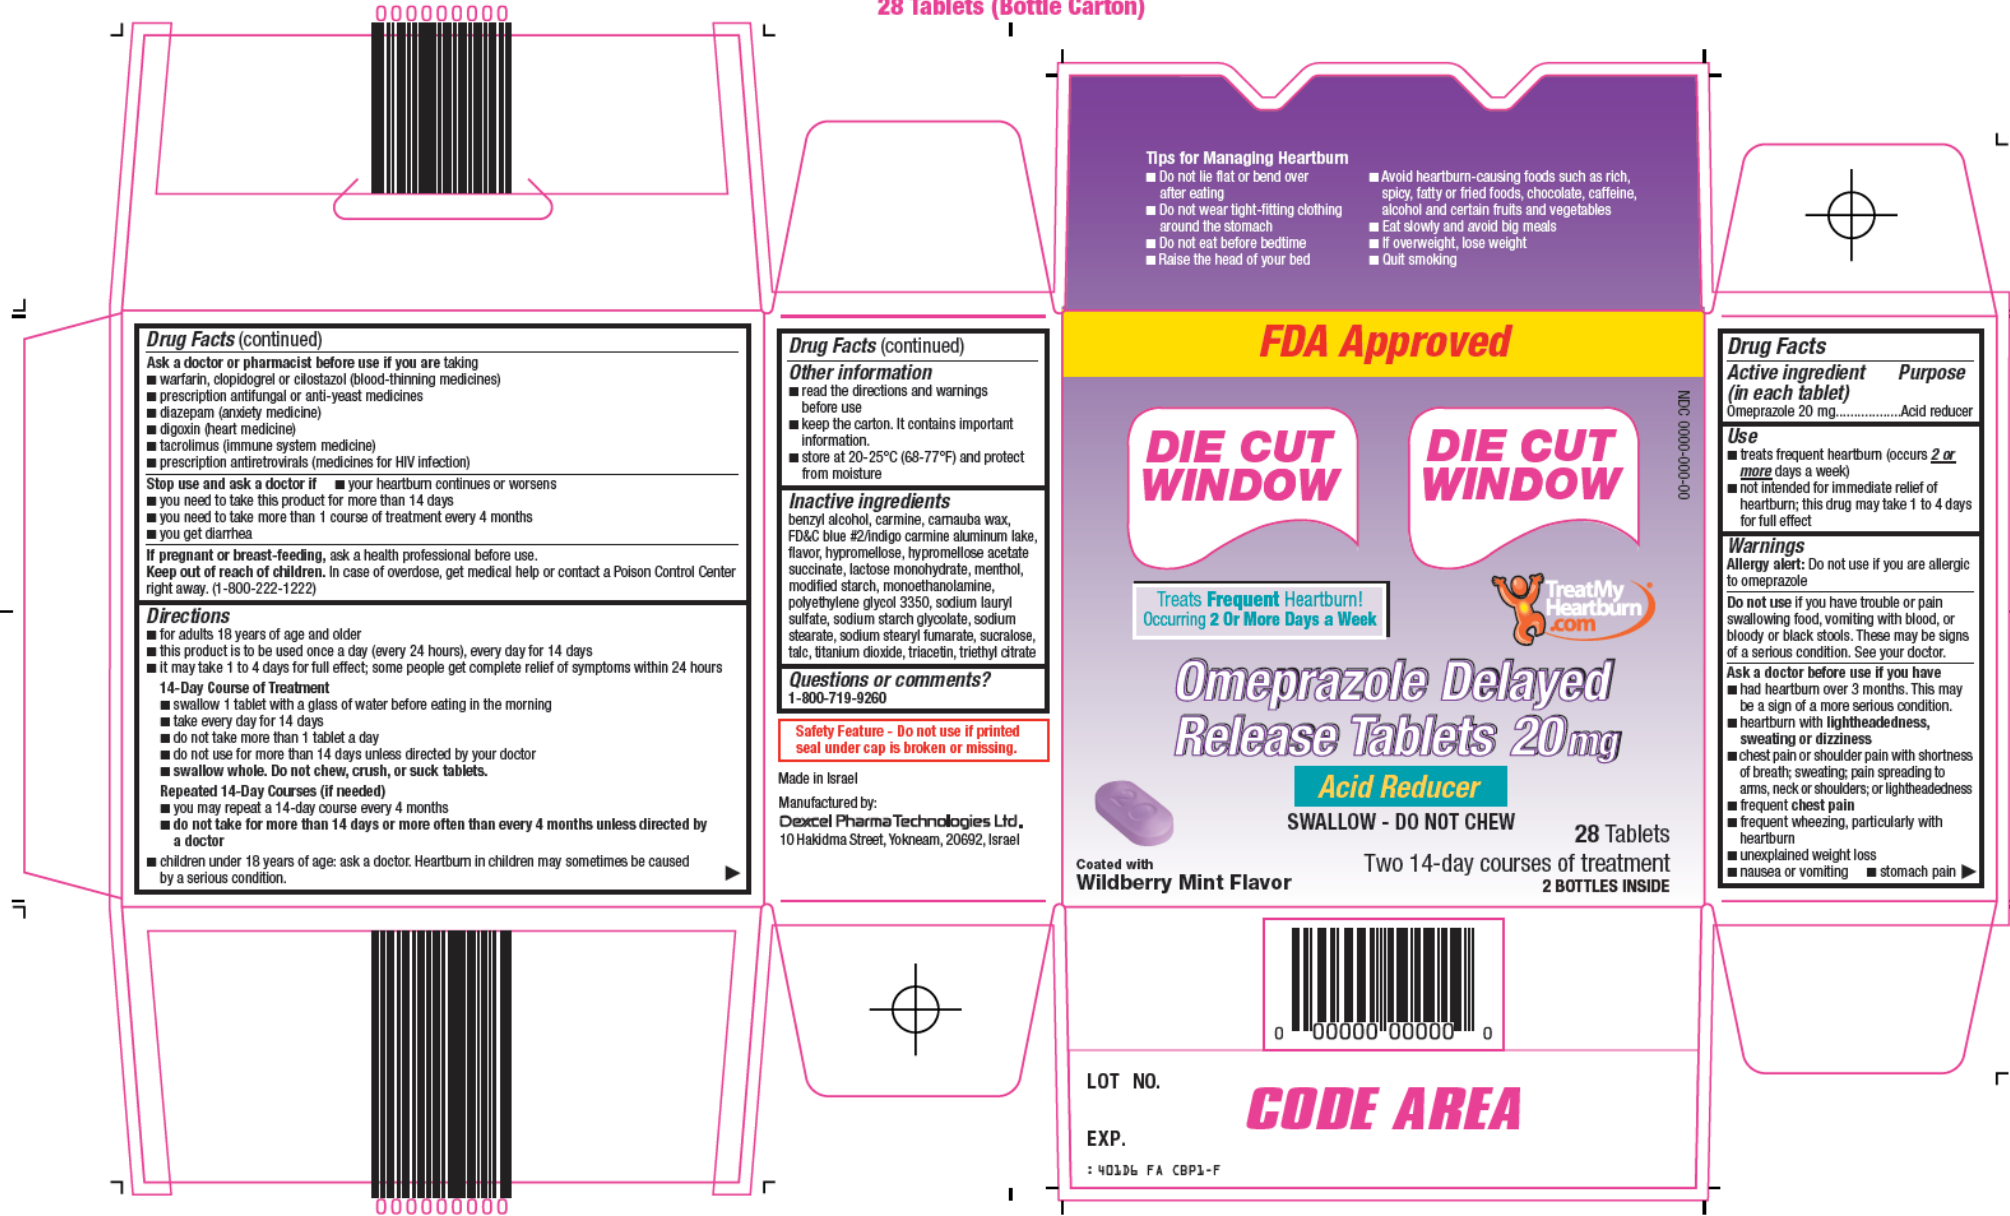 28 Tablets (Bottle Carton)
000000000
Drug Facts (continued)
Ask a doctor or pharmacist before use if you are taking
■ warfarin, clopidogrel or cilostazol (blood-thinning medicines)
■ prescription antifungal or anti-yeast medicines
■ diazepam (anxiety medicine)
■ digoxin (heart medicine)
■ tacrolimus (immune system medicine)
■ prescription antiretrovirals (medicines for HIV infection)
Stop use and ask a doctor if ■ your heartburn continues or worsens
■ you need to take this product for more than 14 days
■ you need to take more than 1 course of treatment every 4 months
■ you get diarrhea
If pregnant or breast-feeding, ask a health professional before use.
Keep out of reach of children. In case of overdose, get medical help or contact a Poison Control Center
right away. (1-800-222-1222)
Directions
■ for adults 18 years of age and older
■ this product is to be used once a day (every 24 hours), every day for 14 days
■ it may take 1 to 4 days for full effect; some people get complete relief of symptoms within 24 hours
14-Day Course of Treatment
■ swallow 1 tablet with a glass of water before eating in the morning
■ take every day for 14 days
■ do not take more than 1 tablet a day
■ do not use for more than 14 days unless directed by your doctor
■ swallow whole. Do not chew, crush, or suck tablets.
Repeated 14-Day Courses (if needed)
■ you may repeat a 14-day course every 4 months
■ do not take for more than 14 days or more often than every 4 months unless directed by
a doctor
■ children under 18 years of age: ask a doctor. Heartburn in children may sometimes be caused
by a serious condition.
000000000
Drug Facts (continued)
Other information
■ read the directions and warnings
before use
■ keep the carton. It contains important
information.
■ store at 20-25°C (68-77°F) and protect
from moisture
Inactive ingredients
benzyl alcohol, carmine, carnauba wax,
FD&C blue #2/indigo carmine aluminum lake,
flavor, hypromellose, hypromellose acetate
succinate, lactose monohydrate, menthol,
modified starch, monoethanolamine,
polyethylene glycol 3350, sodium lauryl
sulfate, sodium starch glycolate, sodium
stearate, sodium stearyl fumarate, sucralose,
talc, titanium dioxide, triacetin, triethyl citrate
Questions or comments?
1-800-719-9260
Safety Feature - Do not use if printed
seal under cap is broken or missing.
Made in Israel
Manufactured by:
Dexcel Pharma Technologies Ltd.
10 Hakidma Street, Yokneam, 20692, Israel
Tips for Managing Heartburn
■ Do not lie flat or bend over
after eating
■ Do not wear tight-fitting clothing
around the stomach
■ Do not eat before bedtime
■ Raise the head of your bed
■ Avoid heartburn-causing foods such as rich,
spicy, fatty or fried foods, chocolate, caffeine,
alcohol and certain fruits and vegetables
■ Eat slowly and avoid big meals
■ If overweight, lose weight
■ Quit smoking
FDA Approved
NDC 0000-000-00
DIE CUT
WINDOW
DIE CUT
WINDOW
Treats Frequent Heartburn!
Occurring 2 Or More Days a Week
TreatMy
Heartburn
.com
Omeprazole Delayed
Release Tablets 20 mg
Acid Reducer
SWALLOW - DO NOT CHEW
20
Coated with
Wildberry Mint Flavor
28 Tablets
Two 14-day courses of treatment
2 BOTTLES INSIDE
0 00000 00000 0
LOT NO.
CODE AREA
EXP.
: 401D6 FA CBP1-F
Drug Facts
Active ingredient Purpose
(in each tablet)
Omeprazole 20 mg..................Acid reducer
Use
■ treats frequent heartburn (occurs 2 or
more days a week)
■ not intended for immediate relief of
heartburn; this drug may take 1 to 4 days
for full effect
Warnings
Allergy alert: Do not use if you are allergic
to omeprazole
Do not use if you have trouble or pain
swallowing food, vomiting with blood, or
bloody or black stools. These may be signs
of a serious condition. See your doctor.
Ask a doctor before use if you have
■ had heartburn over 3 months. This may
be a sign of a more serious condition.
■ heartburn with lightheadedness,
sweating or dizziness
■ chest pain or shoulder pain with shortness
of breath; sweating; pain spreading to
arms, neck or shoulders; or lightheadedness
■ frequent chest pain
■ frequent wheezing, particularly with
heartburn
■ unexplained weight loss
■ nausea or vomiting ■ stomach pain